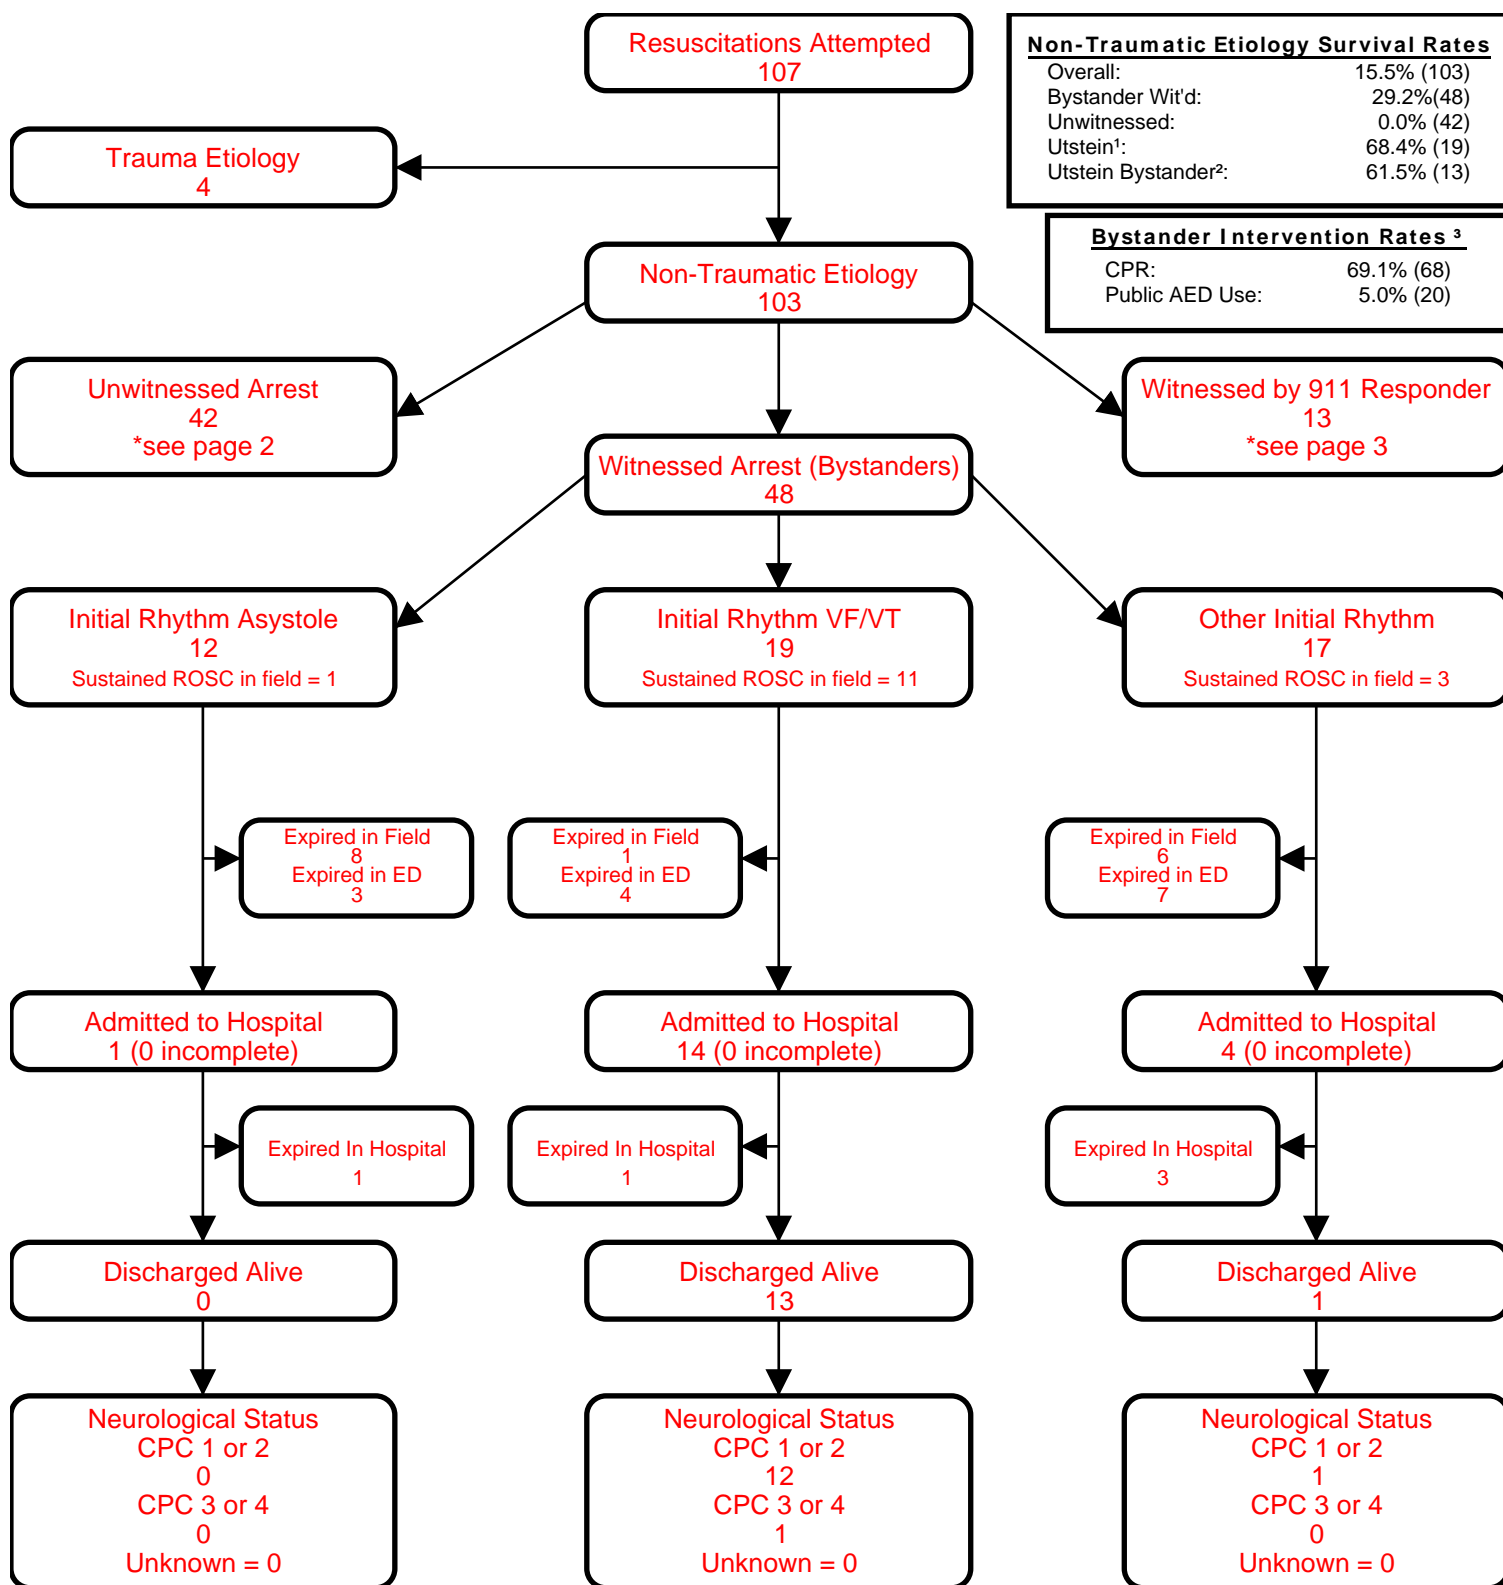 Resuscitations Attempted
107
Non-Traumatic Etiology Survival Rates
Overall: 15.5% (103)
Bystander Wit'd: 29.2%(48)
Unwitnessed: 0.0% (42)
Utstein¹: 68.4% (19)
Utstein Bystander²: 61.5% (13)
Trauma Etiology
4
Bystander Intervention Rates ³
CPR: 69.1% (68)
Public AED Use: 5.0% (20)
Non-Traumatic Etiology
103
Unwitnessed Arrest
42
*see page 2
Witnessed by 911 Responder
13
*see page 3
Witnessed Arrest (Bystanders)
48
Initial Rhythm Asystole
12
Sustained ROSC in field = 1
Initial Rhythm VF/VT
19
Sustained ROSC in field = 11
Other Initial Rhythm
17
Sustained ROSC in field = 3
Expired in Field
8
Expired in ED
3
Expired in Field
1
Expired in ED
4
Expired in Field
6
Expired in ED
7
Admitted to Hospital
1 (0 incomplete)
Admitted to Hospital
14 (0 incomplete)
Admitted to Hospital
4 (0 incomplete)
Expired In Hospital
1
Expired In Hospital
1
Expired In Hospital
3
Discharged Alive
0
Discharged Alive
13
Discharged Alive
1
Neurological Status
CPC 1 or 2
0
CPC 3 or 4
0
Unknown = 0
Neurological Status
CPC 1 or 2
12
CPC 3 or 4
1
Unknown = 0
Neurological Status
CPC 1 or 2
1
CPC 3 or 4
0
Unknown = 0